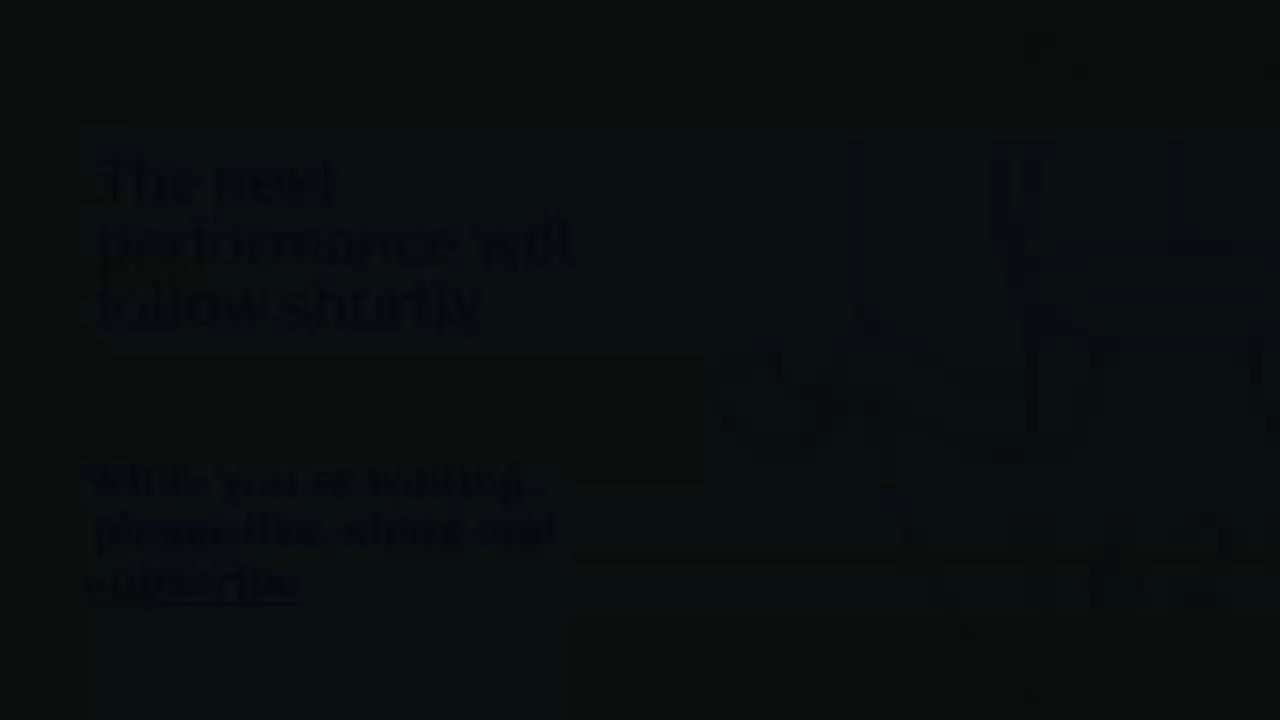 The next
performance will
follow shortly
While you're waiting,
please like, share and
subscribe